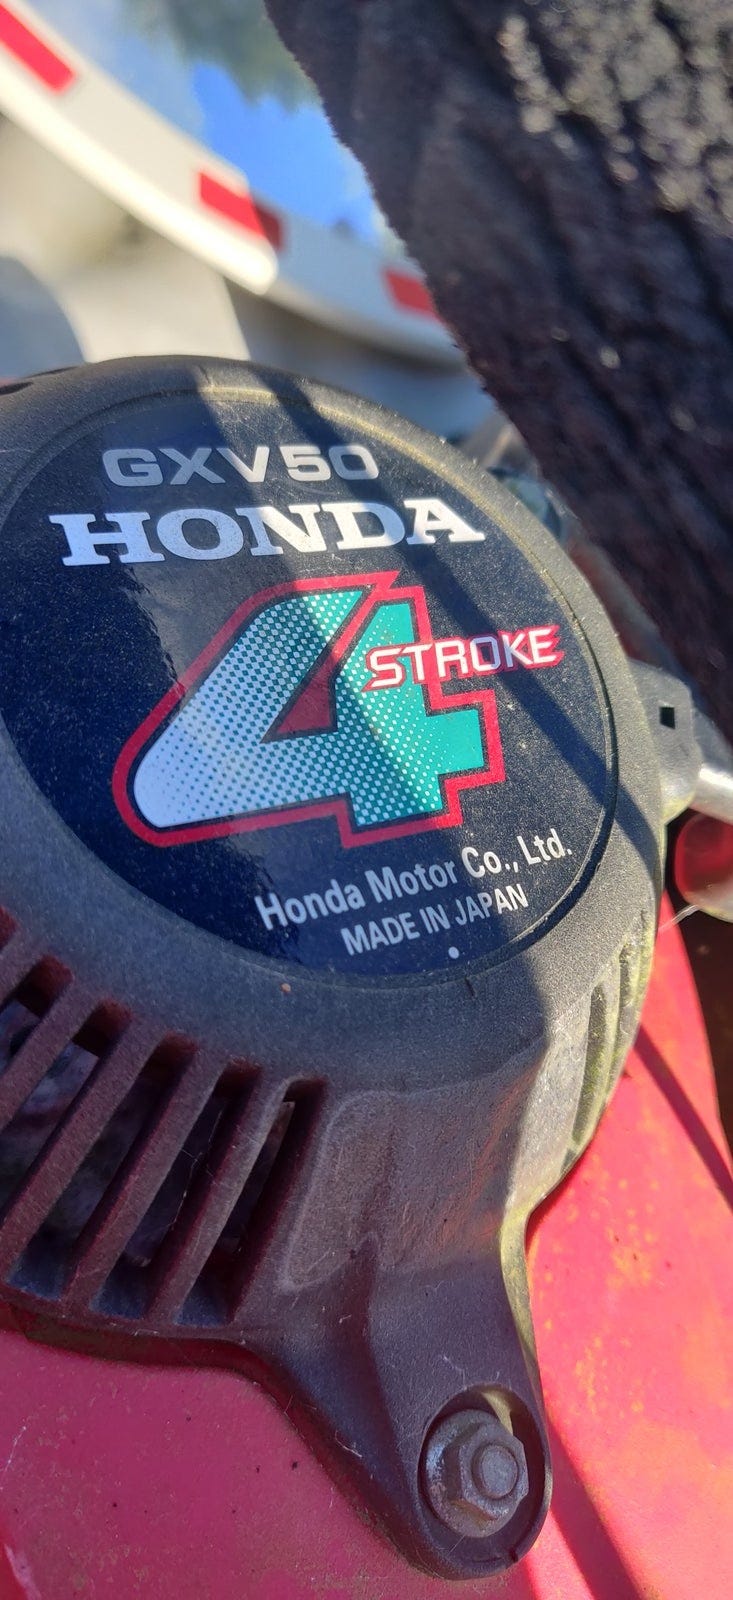 GXV50
HONDA
4
STROKE
Honda Motor Co., Ltd.
MADE IN JAPAN